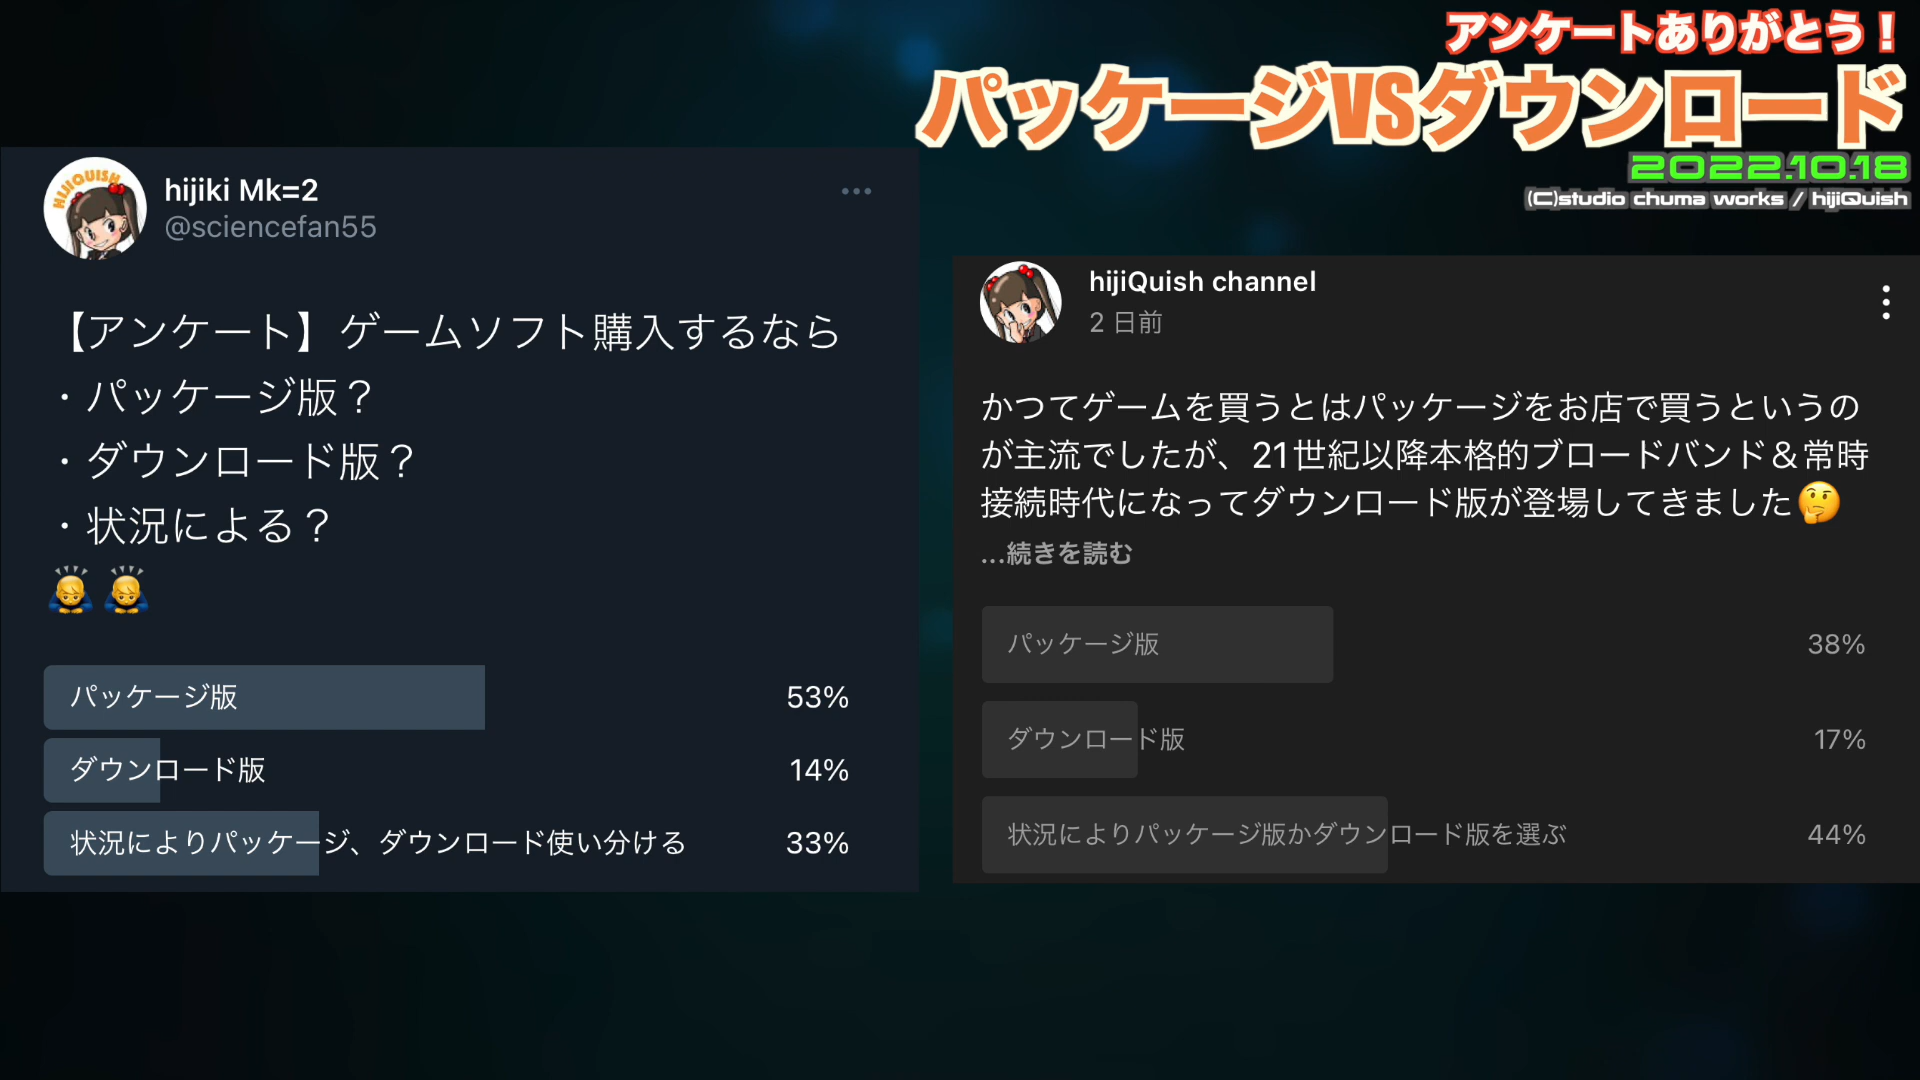 アンケートありがとう！
パッケージVSダウンロード
2022.10.18
(C)studio chuma works / hijiQuish
HIJIQUISH
hijiki Mk=2
@sciencefan55
【アンケート】ゲームソフト購入するなら
・パッケージ版？
・ダウンロード版？
・状況による？
パッケージ版 53%
ダウンロード版 14%
状況によりパッケージ、ダウンロード使い分ける 33%
hijiQuish channel
2 日前
かつてゲームを買うとはパッケージをお店で買うというの
が主流でしたが、21世紀以降本格的ブロードバンド＆常時
接続時代になってダウンロード版が登場してきました🤔
...続きを読む
パッケージ版 38%
ダウンロード版 17%
状況によりパッケージ版かダウンロード版を選ぶ 44%